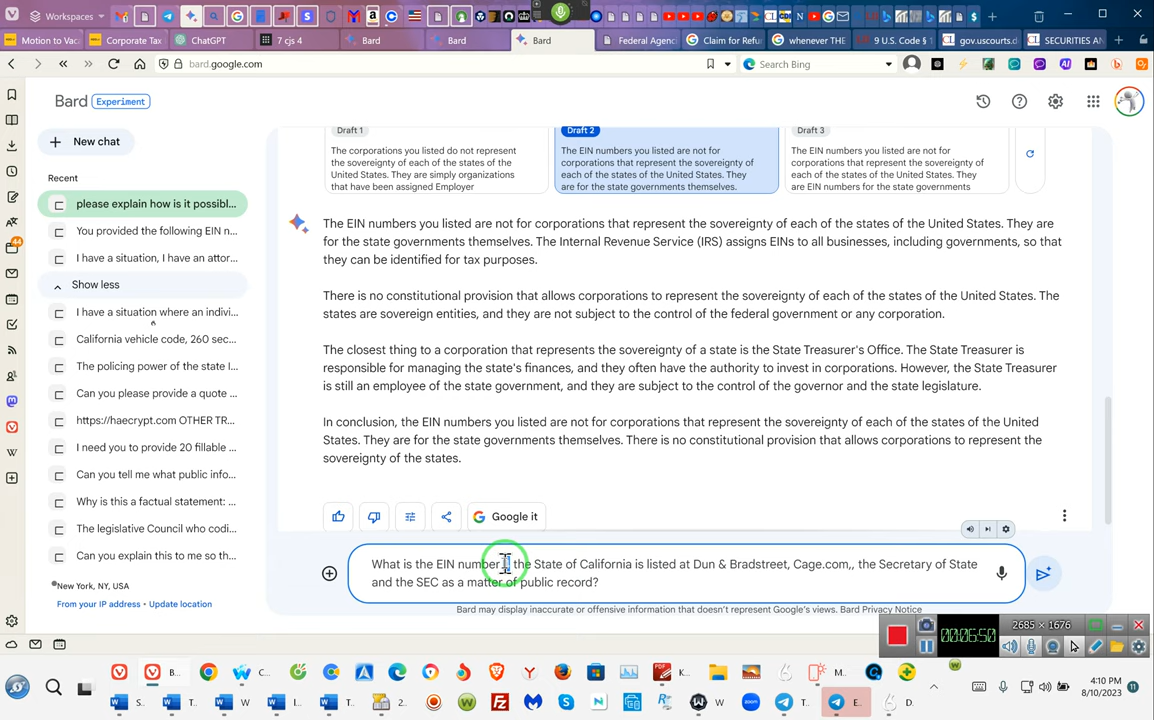 Workspaces
Motion to Vac
Corporate Tax
ChatGPT
7 cjs 4
Bard
Bard
Bard
Federal Agenc
Claim for Refu
whenever THE
9 U.S. Code §
gov.uscourts.d
SECURITIES AN
bard.google.com
Search Bing
Bard
Experiment
New chat
Recent
please explain how is it possibl...
You provided the following EIN n...
I have a situation, I have an attor...
Show less
I have a situation where an indivi...
California vehicle code, 260 sec...
The policing power of the state I...
Can you please provide a quote ...
https://haecrypt.com OTHER TR...
I need you to provide 20 fillable ...
Can you tell me what public info...
Why is this a factual statement: ...
The legislative Council who codi...
Can you explain this to me so th...
New York, NY, USA
From your IP address • Update location
Draft 1
The corporations you listed do not represent
the sovereignty of each of the states of the
United States. They are simply organizations
that have been assigned Employer
Draft 2
The EIN numbers you listed are not for
corporations that represent the sovereignty
of each of the states of the United States.
They are for the state governments themselves.
Draft 3
The EIN numbers you listed are not for
corporations that represent the sovereignty of
each of the states of the United States. They
are EIN numbers for the state governments
The EIN numbers you listed are not for corporations that represent the sovereignty of each of the states of the United States. They are
for the state governments themselves. The Internal Revenue Service (IRS) assigns EINs to all businesses, including governments, so that
they can be identified for tax purposes.
There is no constitutional provision that allows corporations to represent the sovereignty of each of the states of the United States. The
states are sovereign entities, and they are not subject to the control of the federal government or any corporation.
The closest thing to a corporation that represents the sovereignty of a state is the State Treasurer's Office. The State Treasurer is
responsible for managing the state's finances, and they often have the authority to invest in corporations. However, the State Treasurer
is still an employee of the state government, and they are subject to the control of the governor and the state legislature.
In conclusion, the EIN numbers you listed are not for corporations that represent the sovereignty of each of the states of the United
States. They are for the state governments themselves. There is no constitutional provision that allows corporations to represent the
sovereignty of the states.
Google it
What is the EIN number the State of California is listed at Dun & Bradstreet, Cage.com,, the Secretary of State
and the SEC as a matter of public record?
Bard may display inaccurate or offensive information that doesn't represent Google's views. Bard Privacy Notice
2685 × 1676
00:06:50
4:10 PM
8/10/2023